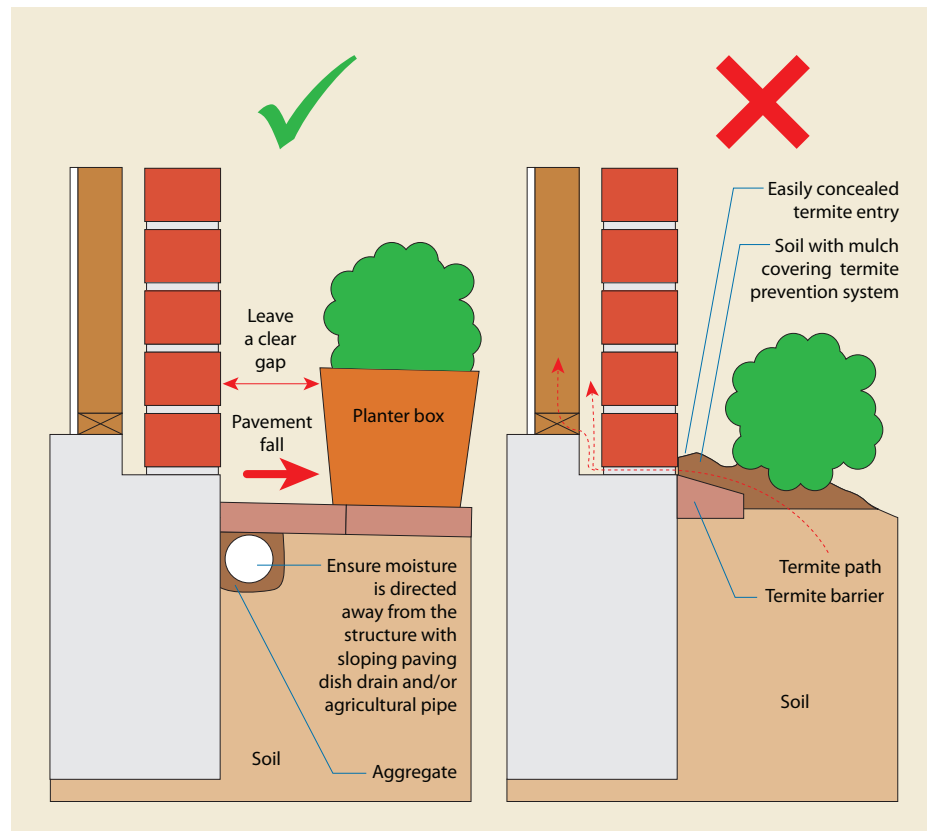 Leave
a clear
gap
Planter box
Pavement
fall
Ensure moisture
is directed
away from the
structure with
sloping paving
dish drain and/or
agricultural pipe
Soil
Aggregate
Easily concealed
termite entry
Soil with mulch
covering termite
prevention system
Termite path
Termite barrier
Soil